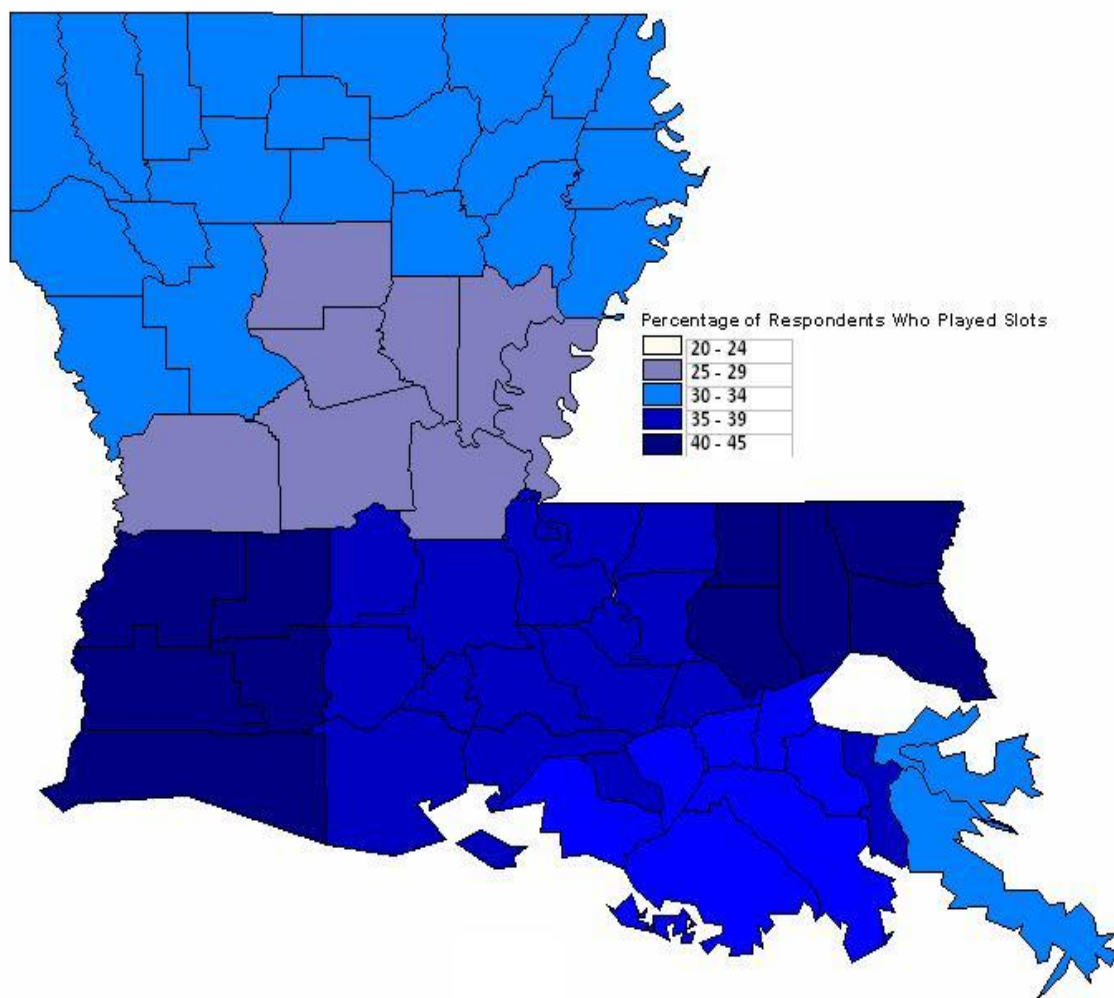 Percentage of Respondents Who Played Slots
20 - 24
25 - 29
30 - 34
35 - 39
40 - 45